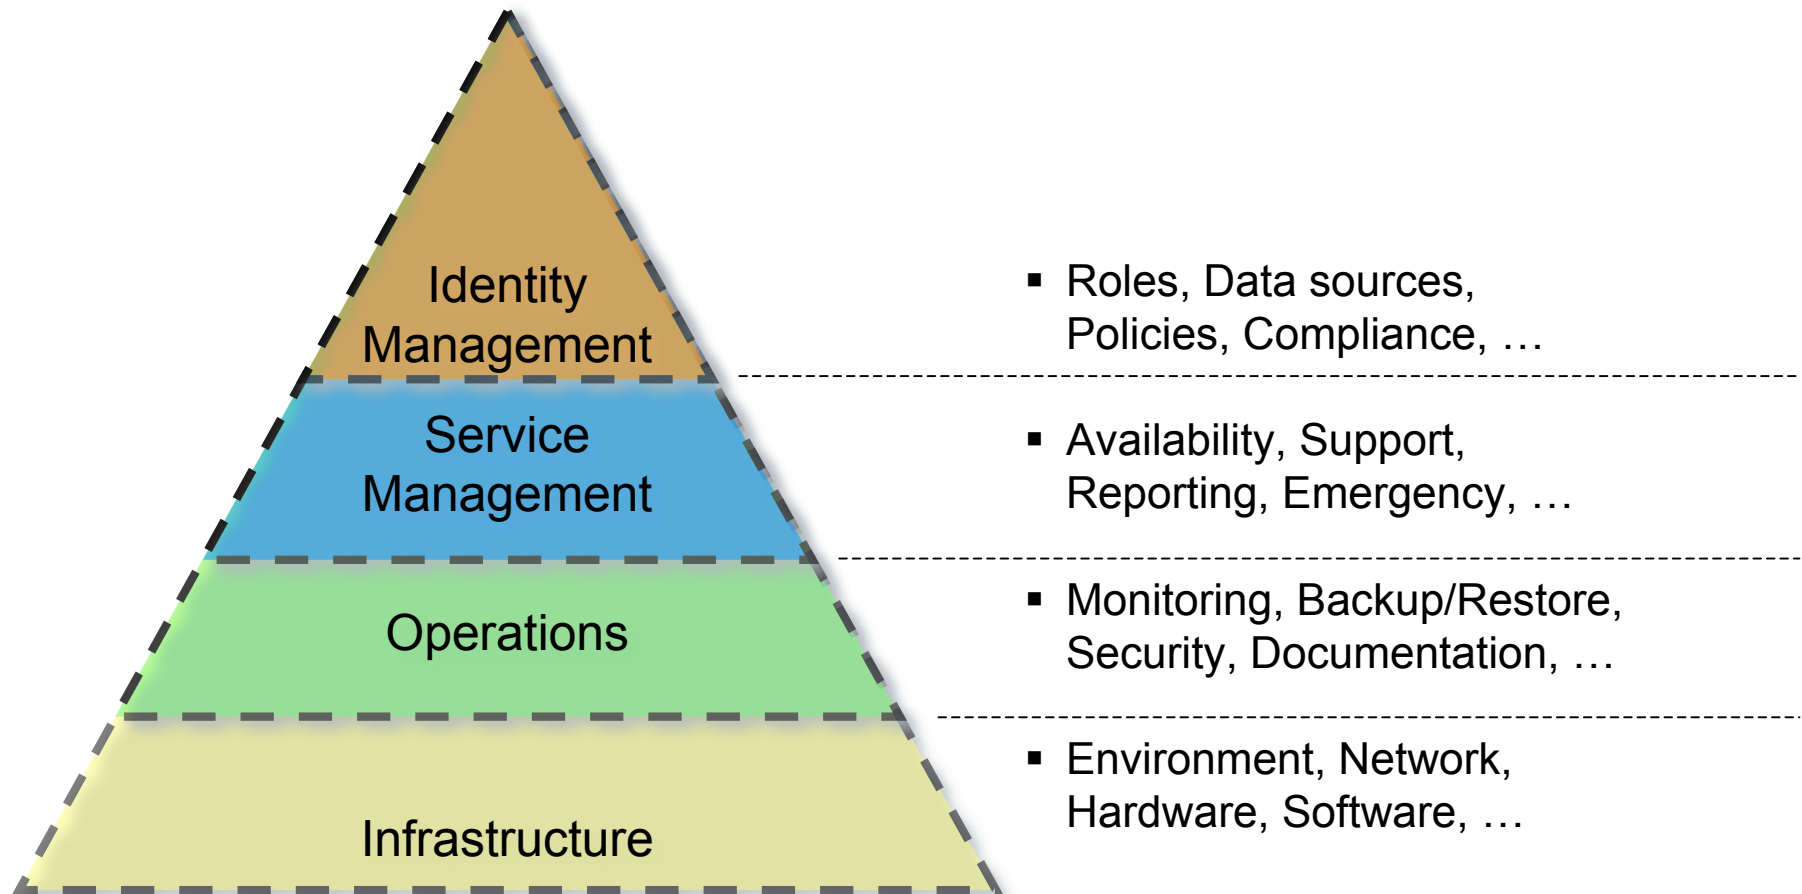 Identity
Management
▪ Roles, Data sources,
Policies, Compliance, …
Service
Management
▪ Availability, Support,
Reporting, Emergency, …
Operations
▪ Monitoring, Backup/Restore,
Security, Documentation, …
Infrastructure
▪ Environment, Network,
Hardware, Software, …